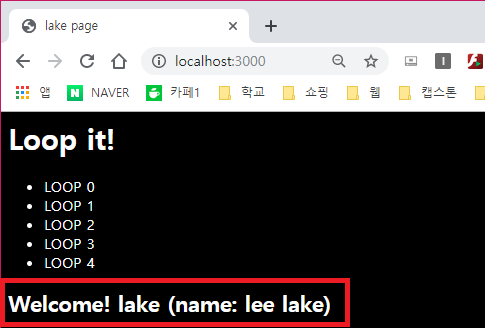 lake page
localhost:3000
앱 NAVER 카페1 학교 쇼핑 웹 캡스톤
Loop it!
LOOP 0
LOOP 1
LOOP 2
LOOP 3
LOOP 4
Welcome! lake (name: lee lake)